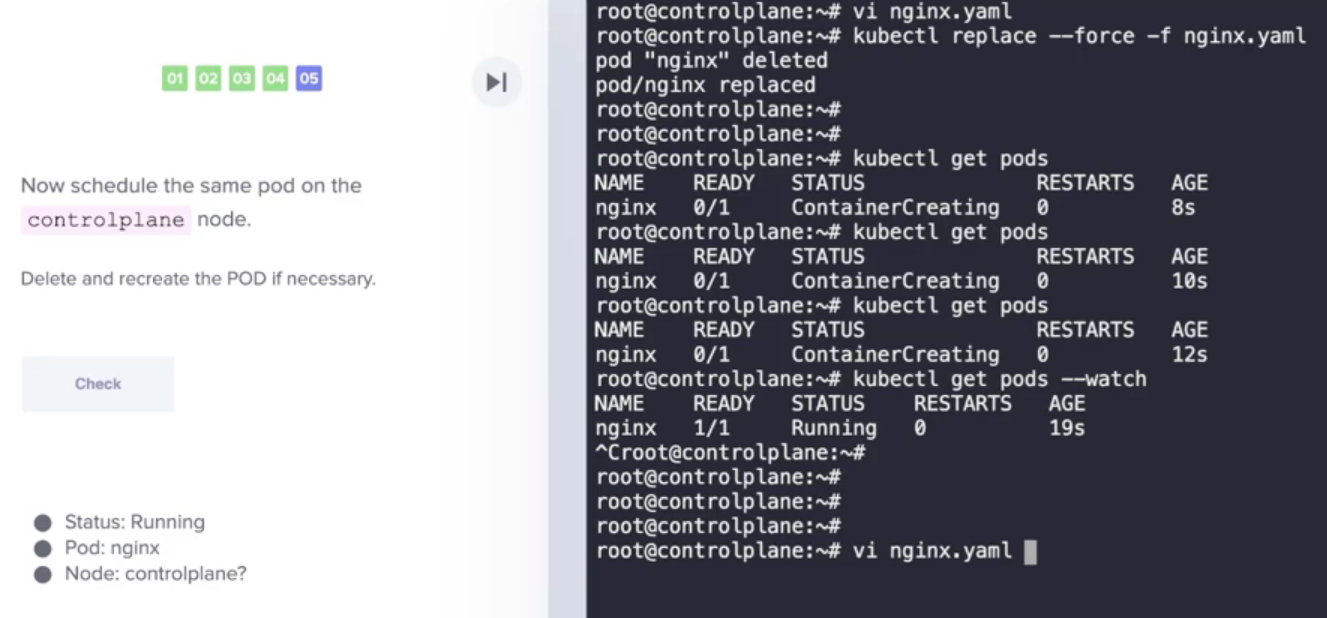 01 02 03 04 05
Now schedule the same pod on the
controlplane node.
Delete and recreate the POD if necessary.
Check
Status: Running
Pod: nginx
Node: controlplane?
root@controlplane:~# vi nginx.yaml
root@controlplane:~# kubectl replace --force -f nginx.yaml
pod "nginx" deleted
pod/nginx replaced
root@controlplane:~#
root@controlplane:~#
root@controlplane:~# kubectl get pods
NAME READY STATUS RESTARTS AGE
nginx 0/1 ContainerCreating 0 8s
root@controlplane:~# kubectl get pods
NAME READY STATUS RESTARTS AGE
nginx 0/1 ContainerCreating 0 10s
root@controlplane:~# kubectl get pods
NAME READY STATUS RESTARTS AGE
nginx 0/1 ContainerCreating 0 12s
root@controlplane:~# kubectl get pods --watch
NAME READY STATUS RESTARTS AGE
nginx 1/1 Running 0 19s
^Croot@controlplane:~#
root@controlplane:~#
root@controlplane:~#
root@controlplane:~#
root@controlplane:~# vi nginx.yaml